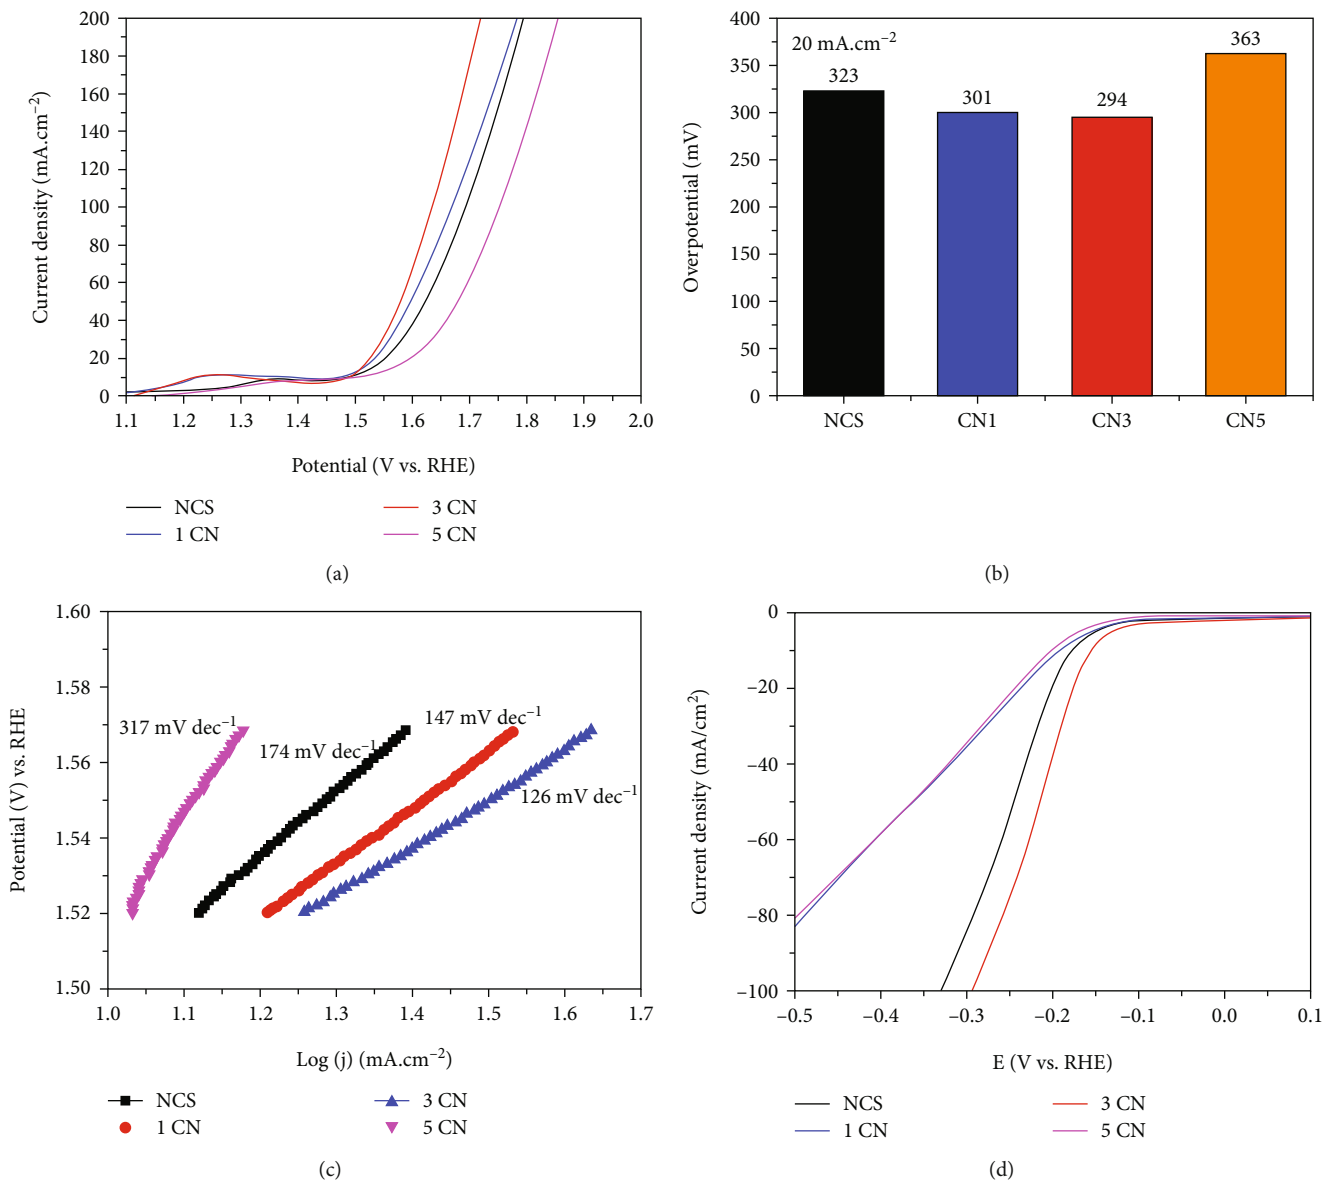 200
180
160
140
120
100
80
60
40
20
0
Current density (mA.cm−2)
1.1 1.2 1.3 1.4 1.5 1.6 1.7 1.8 1.9 2.0
Potential (V vs. RHE)
NCS
1 CN
3 CN
5 CN
(a)
400
350
300
250
200
150
100
50
0
Overpotential (mV)
20 mA.cm−2
323
301
294
363
NCS CN1 CN3 CN5
(b)
1.60
1.58
1.56
1.54
1.52
1.50
Potential (V) vs. RHE
317 mV dec−1
174 mV dec−1
147 mV dec−1
126 mV dec−1
1.0 1.1 1.2 1.3 1.4 1.5 1.6 1.7
Log (j) (mA.cm−2)
NCS
1 CN
3 CN
5 CN
(c)
0
−20
−40
−60
−80
−100
Current density (mA/cm2)
−0.5 −0.4 −0.3 −0.2 −0.1 0.0 0.1
E (V vs. RHE)
NCS
1 CN
3 CN
5 CN
(d)